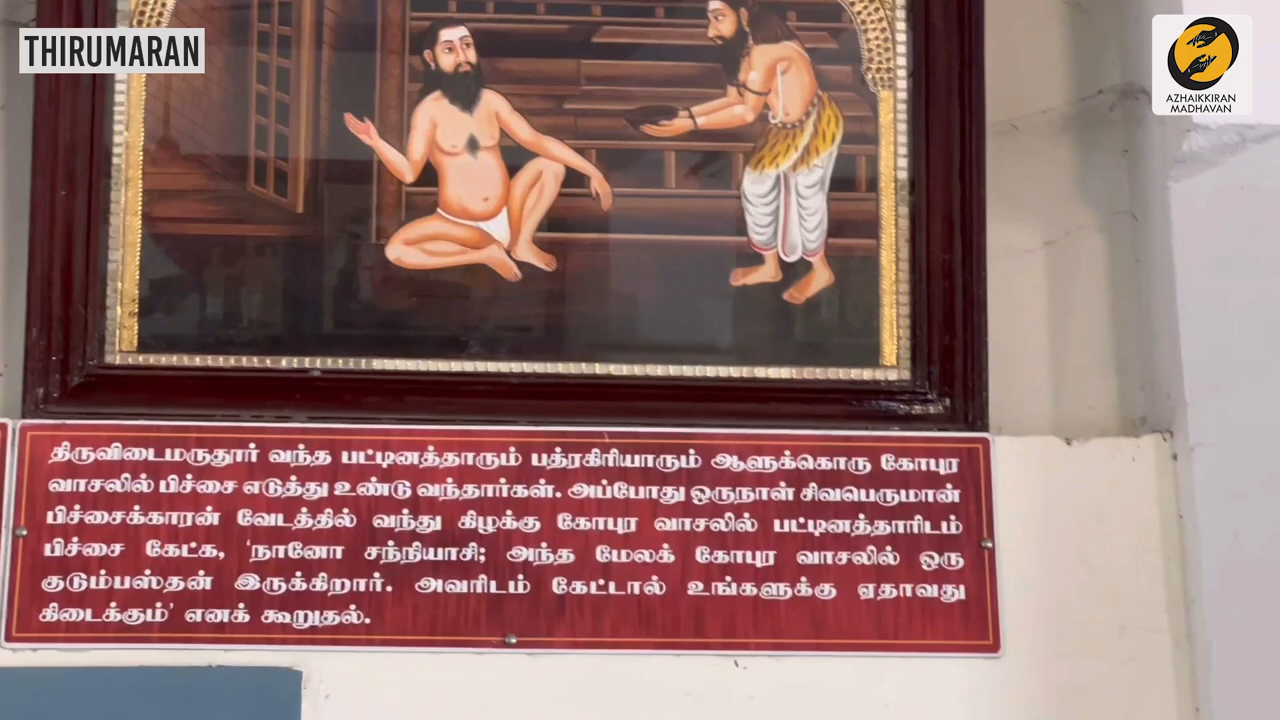 THIRUMARAN
AZHAIKKIRAN
MADHAVAN
திருவிடைமருதூர் வந்த பட்டினத்தாரும் பத்ரகிரியாரும் ஆளுக்கொரு கோபுர
வாசலில் பிச்சை எடுத்து உண்டு வந்தார்கள். அப்போது ஒருநாள் சிவபெருமான்
பிச்சைக்காரன் வேடத்தில் வந்து கிழக்கு கோபுர வாசலில் பட்டினத்தாரிடம்
பிச்சை கேட்க, 'நானோ சந்நியாசி; அந்த மேலக் கோபுர வாசலில் ஒரு
குடும்பஸ்தன் இருக்கிறார். அவரிடம் கேட்டால் உங்களுக்கு ஏதாவது
கிடைக்கும்' எனக் கூறுதல்.